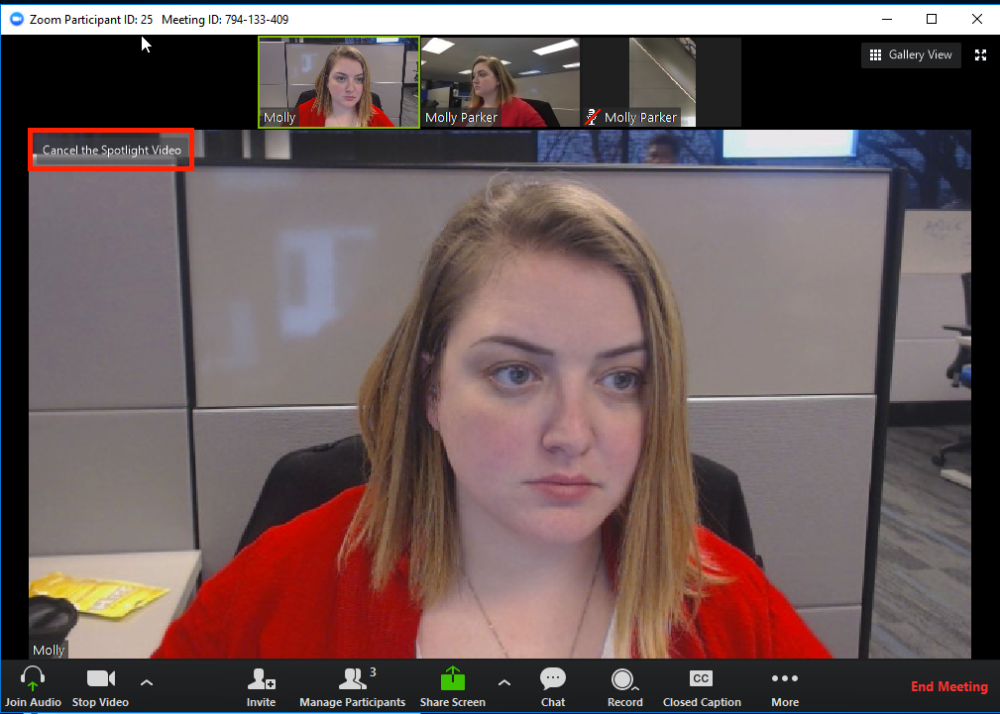 Zoom Participant ID: 25 Meeting ID: 794-133-409
Gallery View
Molly
Molly Parker
Molly Parker
Cancel the Spotlight Video
Molly
3
CC
Join Audio
Stop Video
Invite
Manage Participants
Share Screen
Chat
Record
Closed Caption
More
End Meeting